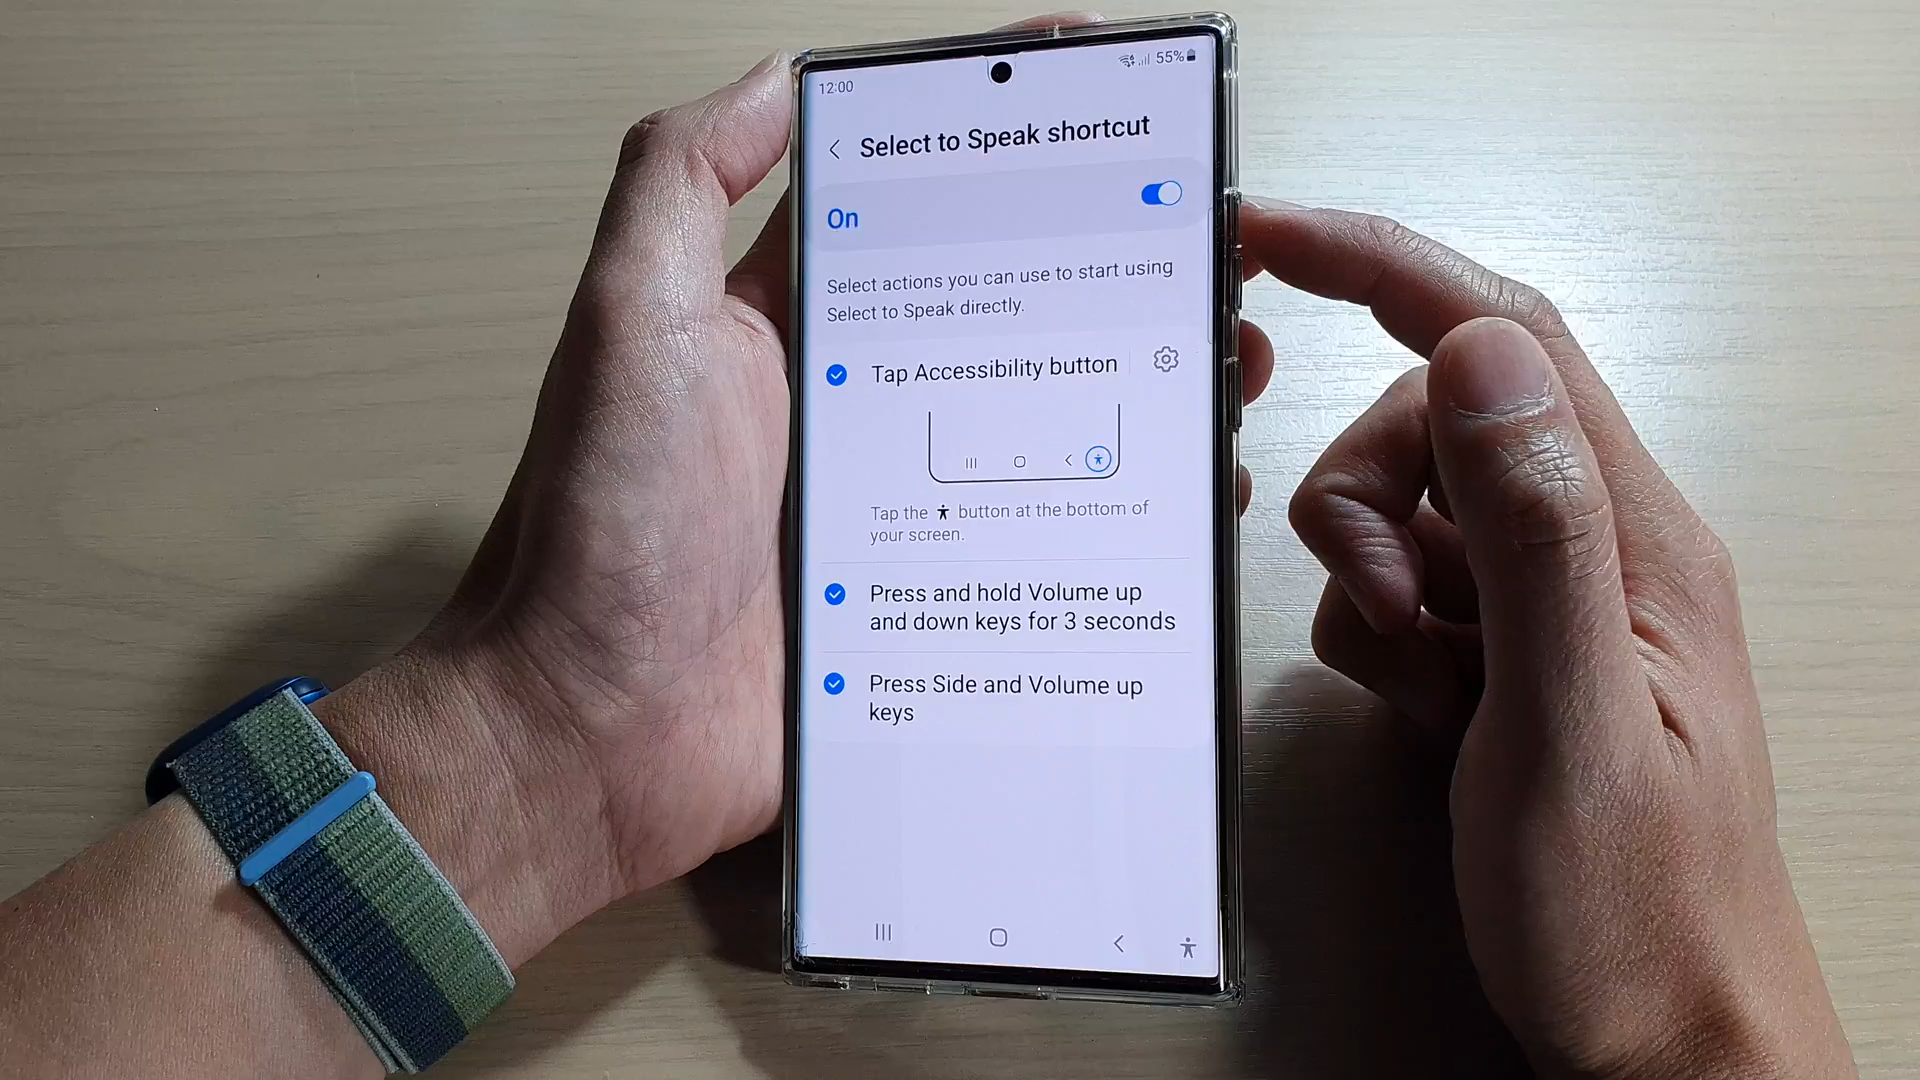 12:00
55%
Select to Speak shortcut
On
Select actions you can use to start using
Select to Speak directly.
Tap Accessibility button
Tap the button at the bottom of
your screen.
Press and hold Volume up
and down keys for 3 seconds
Press Side and Volume up
keys